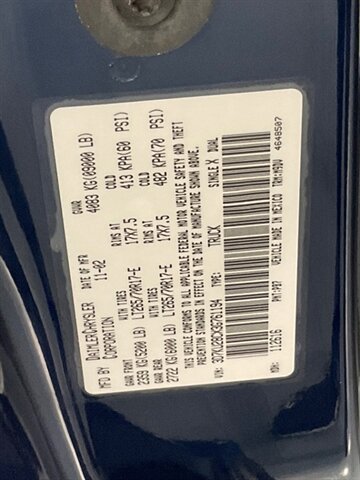 MFD BY DAIMLERCHRYSLER CORPORATION DATE OF MFR 11-02 GVWR 4083 KG(09000 LB)
GAWR FRONT WITH TIRES RIMS AT COLD
2359 KG(5200 LB) LT265/70R17-E 17X7.5 413 KPA(60 PSI)
GAWR REAR WITH TIRES RIMS AT COLD
2722 KG(6000 LB) LT265/70R17-E 17X7.5 482 KPA(70 PSI)
THIS VEHICLE CONFORMS TO ALL APPLICABLE FEDERAL MOTOR VEHICLE SAFETY AND THEFT
PREVENTION STANDARDS IN EFFECT ON THE DATE OF MANUFACTURE SHOWN ABOVE.
TRUCK SINGLE X DUAL
MADE IN MEXICO
MDH: 112616 PNT:PB7 4648507